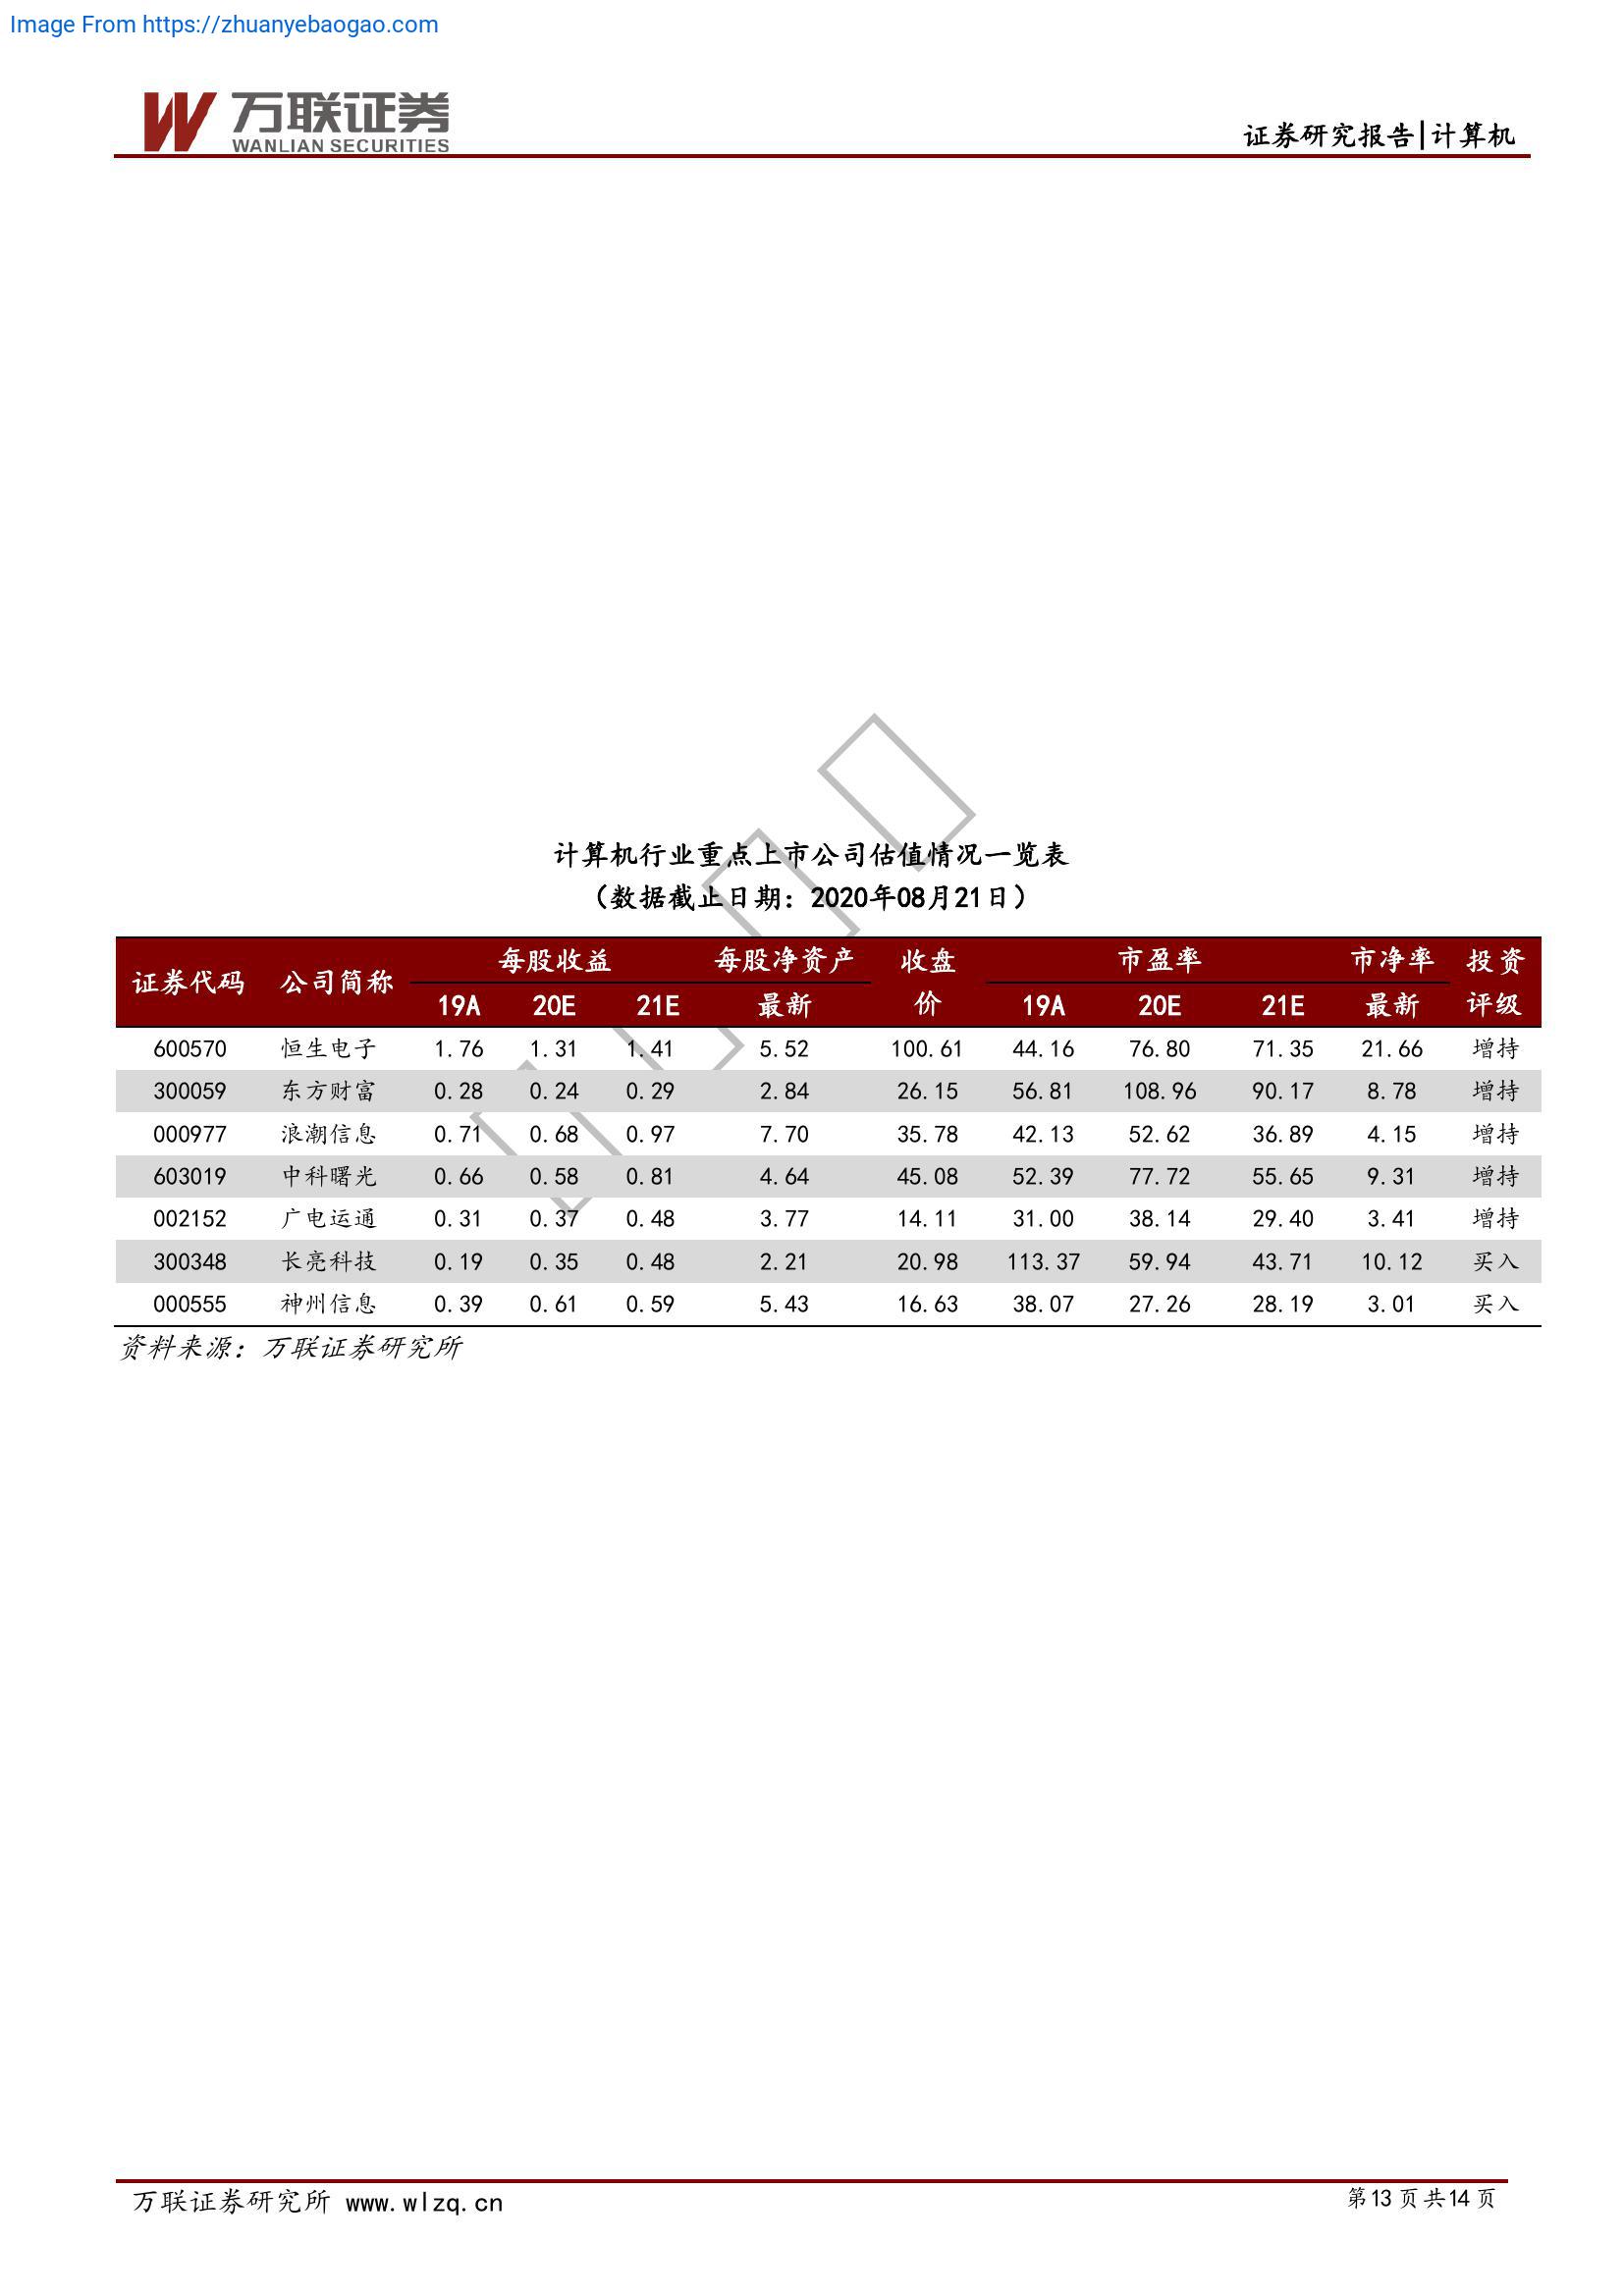 Image From https://zhuanyebaogao.com
万联证券
WANLIAN SECURITIES
证券研究报告|计算机
计算机行业重点上市公司估值情况一览表
（数据截止日期：2020年08月21日）
证券代码 公司简称 每股收益 每股净资产 收盘价 市盈率 市净率 投资评级
19A 20E 21E 最新 19A 20E 21E 最新
600570 恒生电子 1.76 1.31 1.41 5.52 100.61 44.16 76.80 71.35 21.66 增持
300059 东方财富 0.28 0.24 0.29 2.84 26.15 56.81 108.96 90.17 8.78 增持
000977 浪潮信息 0.71 0.68 0.97 7.70 35.78 42.13 52.62 36.89 4.15 增持
603019 中科曙光 0.66 0.58 0.81 4.64 45.08 52.39 77.72 55.65 9.31 增持
002152 广电运通 0.31 0.37 0.48 3.77 14.11 31.00 38.14 29.40 3.41 增持
300348 长亮科技 0.19 0.35 0.48 2.21 20.98 113.37 59.94 43.71 10.12 买入
000555 神州信息 0.39 0.61 0.59 5.43 16.63 38.07 27.26 28.19 3.01 买入
资料来源：万联证券研究所
万联证券研究所 www.wlzq.cn
第13页共14页